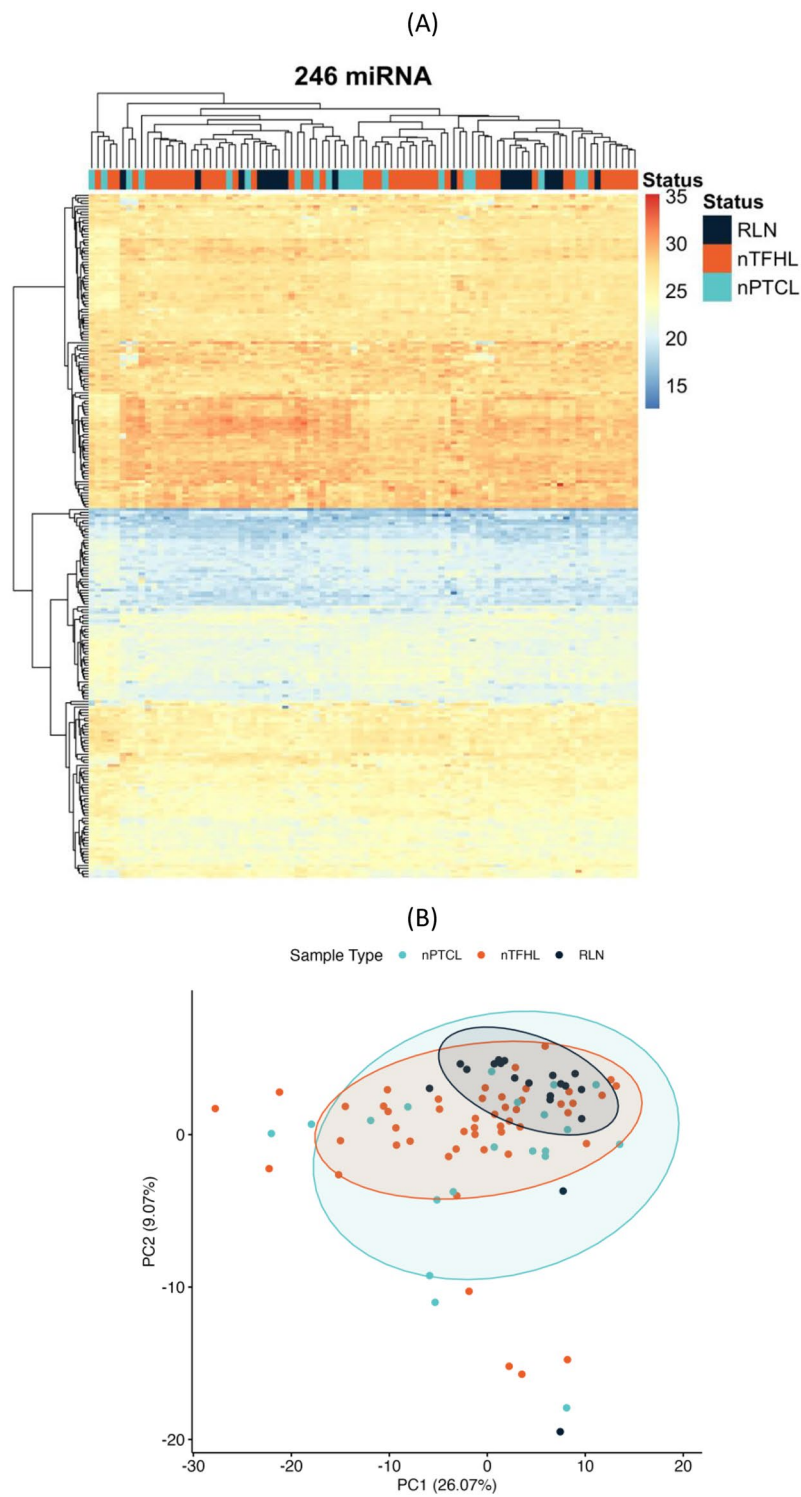 (A)
246 miRNA
Status
35
30
25
20
15
Status
RLN
nTFHL
nPTCL
(B)
Sample Type nPTCL nTFHL RLN
PC2 (9.07%)
0
-10
-20
-30 -20 -10 0 10 20
PC1 (26.07%)